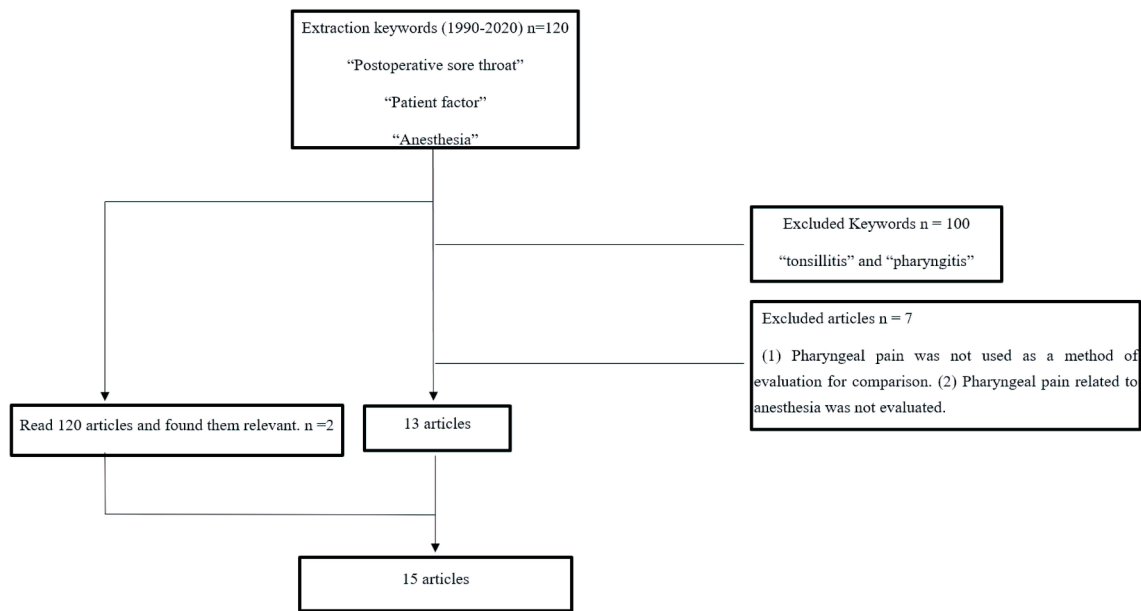 Extraction keywords (1990-2020) n=120
“Postoperative sore throat”
“Patient factor”
“Anesthesia”
Excluded Keywords n = 100
“tonsillitis” and “pharyngitis”
Excluded articles n = 7
(1) Pharyngeal pain was not used as a method of
evaluation for comparison. (2) Pharyngeal pain related to
anesthesia was not evaluated.
Read 120 articles and found them relevant. n =2
13 articles
15 articles